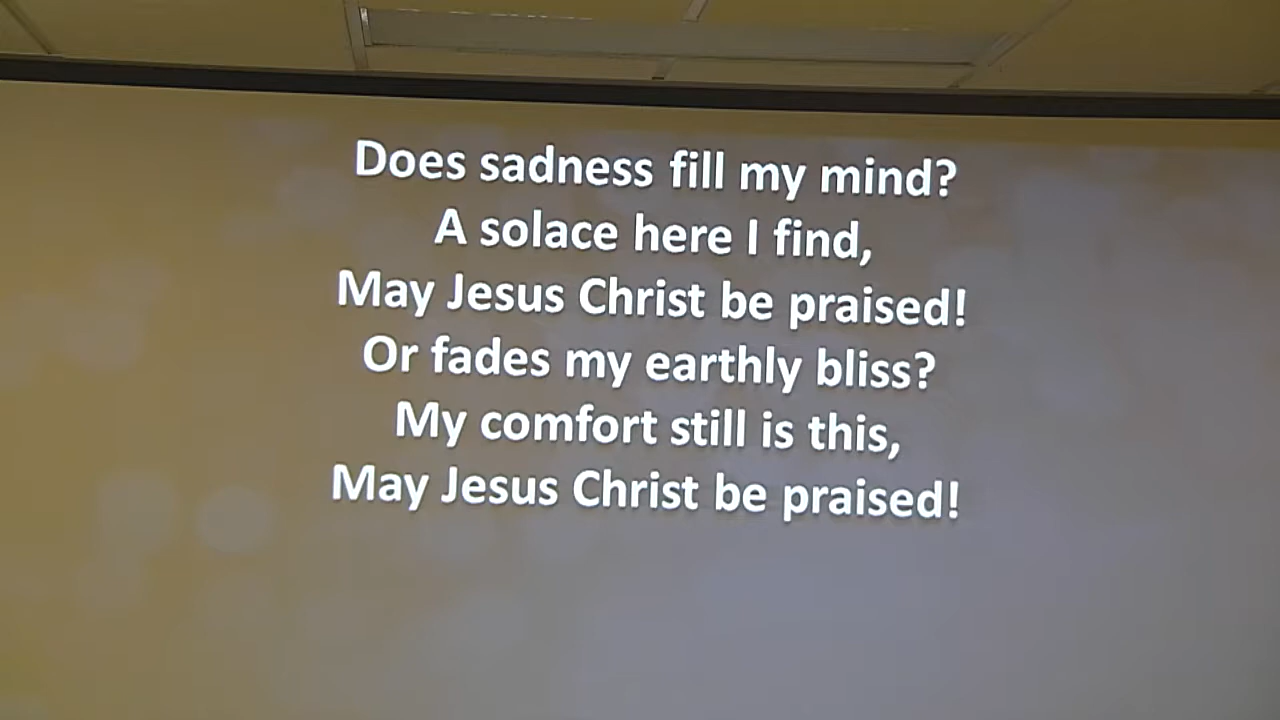 Does sadness fill my mind?
A solace here I find,
May Jesus Christ be praised!
Or fades my earthly bliss?
My comfort still is this,
May Jesus Christ be praised!